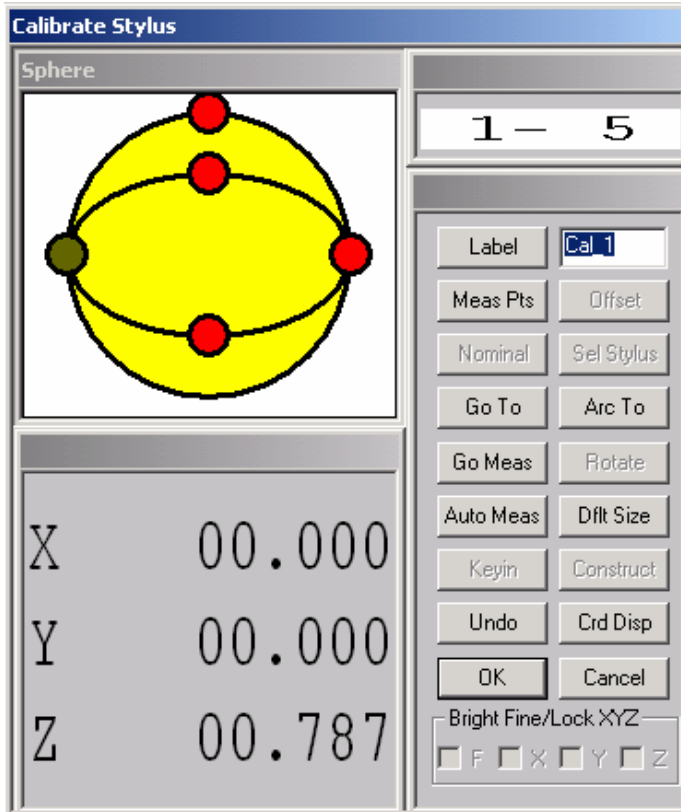 Calibrate Stylus
Sphere
1- 5
Label Cal_1
Meas Pts Offset
Nominal Sel Stylus
Go To Arc To
Go Meas Rotate
Auto Meas Dflt Size
Keyin Construct
Undo Crd Disp
OK Cancel
Bright Fine/Lock XYZ
F X Y Z
X 00.000
Y 00.000
Z 00.787